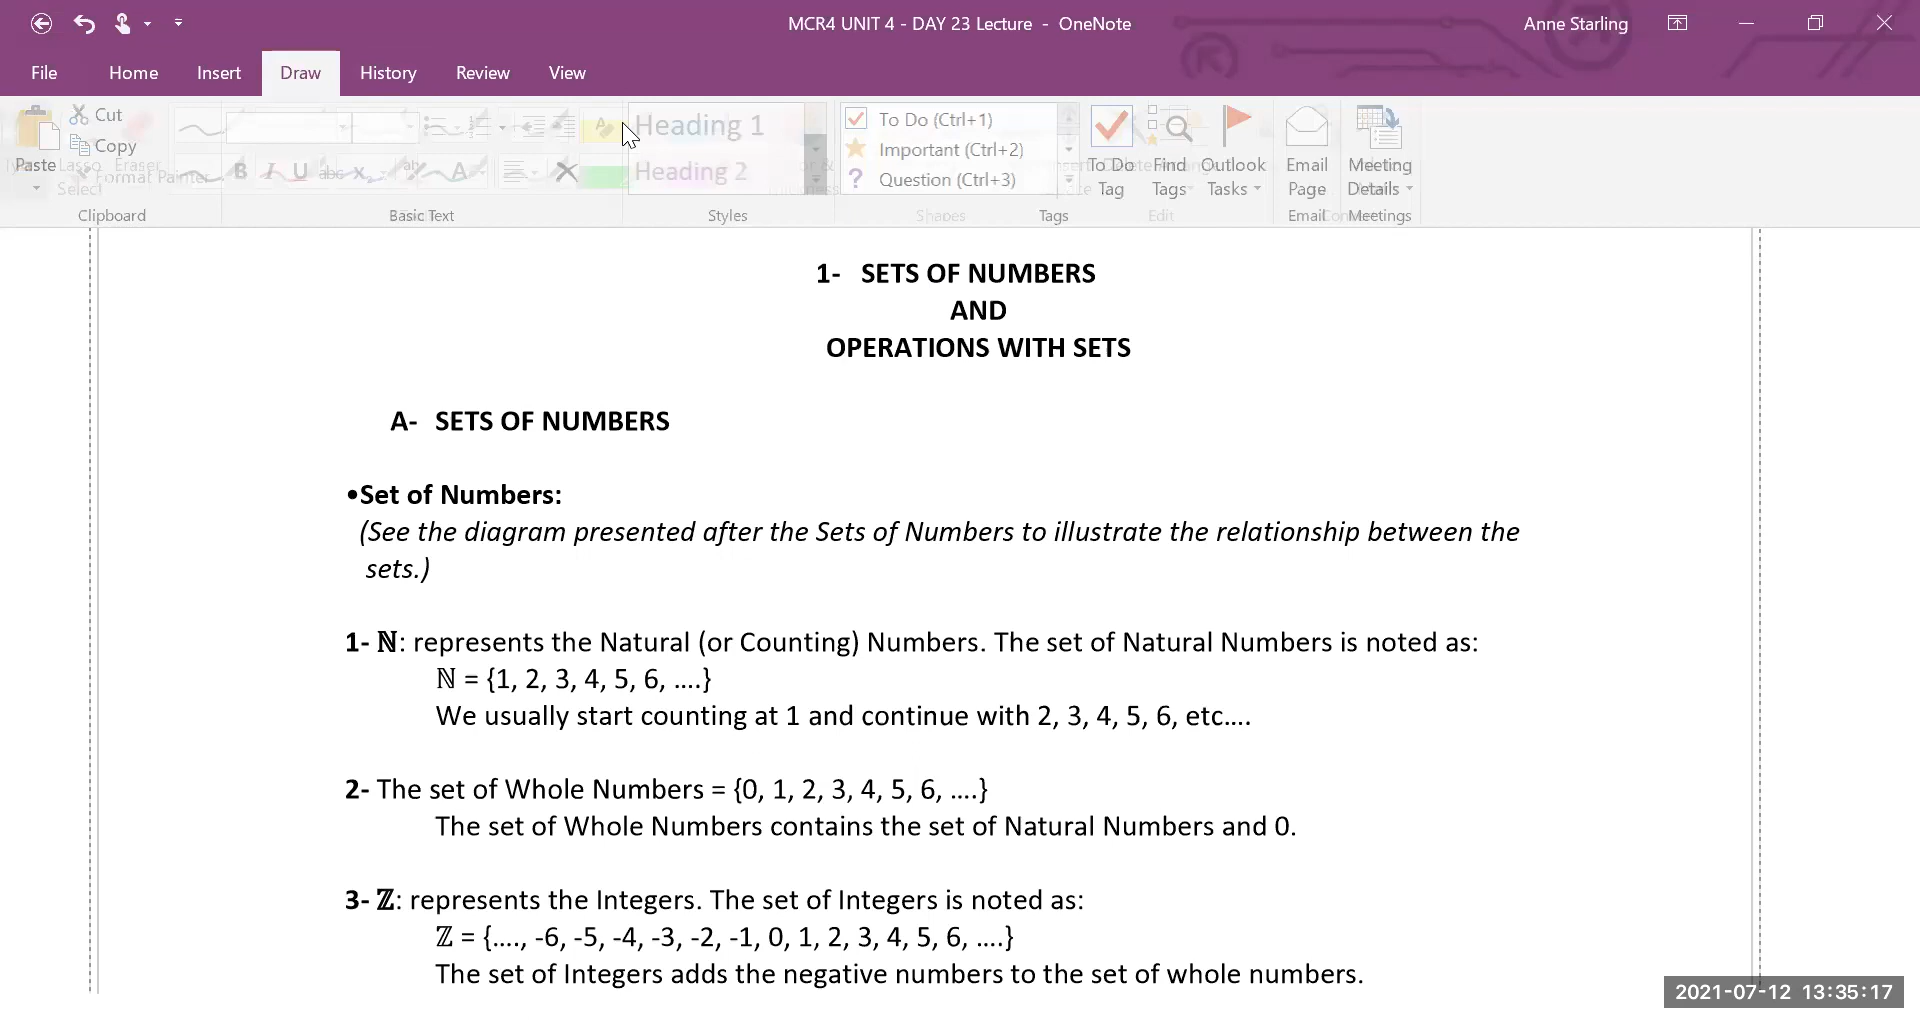 MCR4 UNIT 4 - DAY 23 Lecture - OneNote
Anne Starling
File Home Insert Draw History Review View
Cut
Copy
Format Painter
Paste
Lasso
Select
Eraser
Clipboard
Basic Text
Heading 1
Heading 2
Styles
To Do (Ctrl+1)
Important (Ctrl+2)
Question (Ctrl+3)
Shapes
Tags
To Do
Tag
Find
Tags
Outlook
Tasks
Edit
Email
Page
Email
Meeting
Details
Meetings
1- SETS OF NUMBERS
AND
OPERATIONS WITH SETS
A- SETS OF NUMBERS
•Set of Numbers:
(See the diagram presented after the Sets of Numbers to illustrate the relationship between the
sets.)
1- ℕ: represents the Natural (or Counting) Numbers. The set of Natural Numbers is noted as:
ℕ = {1, 2, 3, 4, 5, 6, ....}
We usually start counting at 1 and continue with 2, 3, 4, 5, 6, etc....
2- The set of Whole Numbers = {0, 1, 2, 3, 4, 5, 6, ....}
The set of Whole Numbers contains the set of Natural Numbers and 0.
3- ℤ: represents the Integers. The set of Integers is noted as:
ℤ = {...., -6, -5, -4, -3, -2, -1, 0, 1, 2, 3, 4, 5, 6, ....}
The set of Integers adds the negative numbers to the set of whole numbers.
2021-07-12 13:35:17